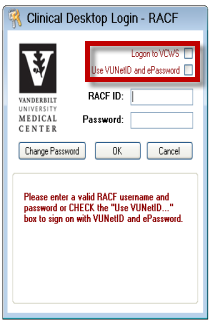 Clinical Desktop Login - RACF
Logon to VCWS
Use VUNetID and ePassword
VANDERBILT
UNIVERSITY
MEDICAL
CENTER
RACF ID:
Password:
Change Password
OK
Cancel
Please enter a valid RACF username and
password or CHECK the "Use VUNetID..."
box to sign on with VUNetID and ePassword.